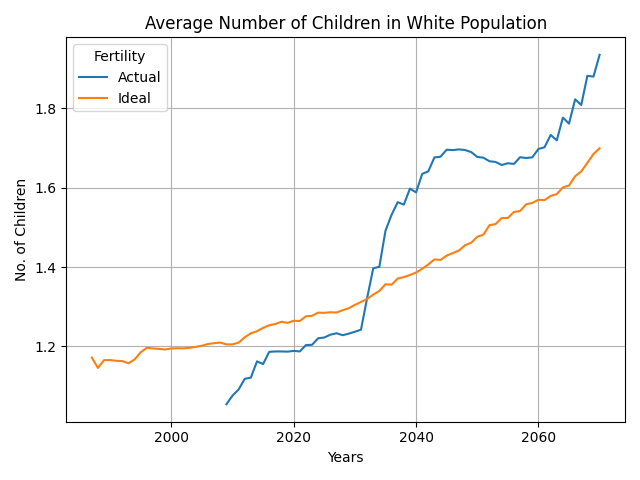 Average Number of Children in White Population
Fertility
Actual
Ideal
No. of Children
1.8
1.6
1.4
1.2
2000
2020
2040
2060
Years